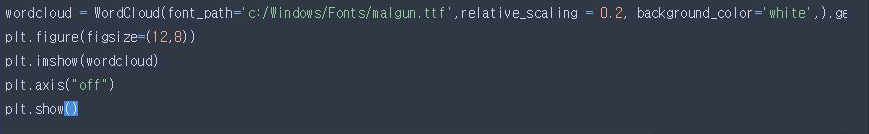 wordcloud = WordCloud(font_path='c:/Windows/Fonts/malgun.ttf',relative_scaling = 0.2, background_color='white',).ge
plt.figure(figsize=(12,8))
plt.imshow(wordcloud)
plt.axis("off")
plt.show()